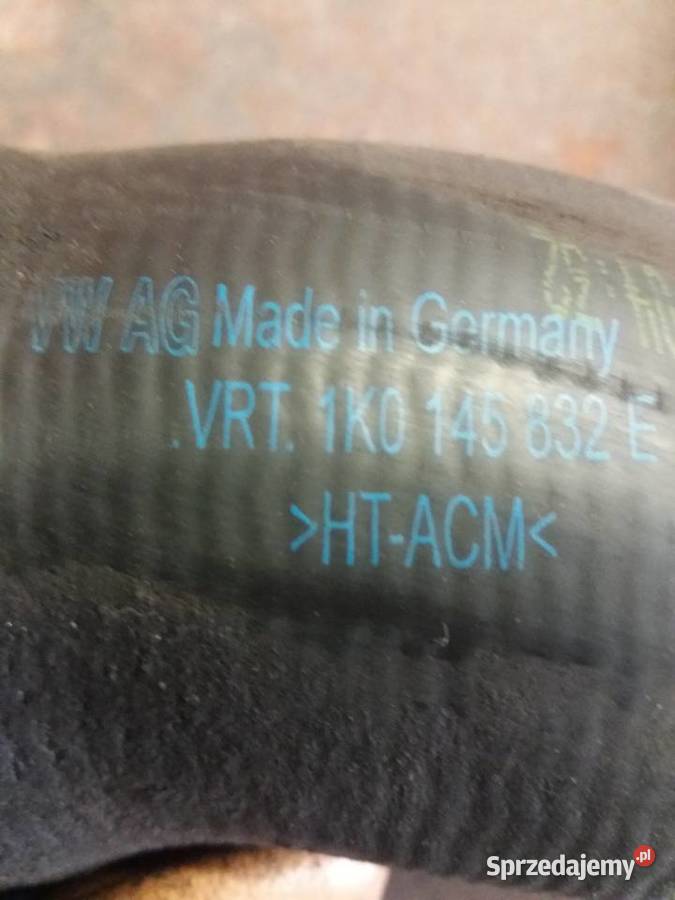 VW AG Made in Germany
.VRT. 1K0 145 832 E
>HT-ACM<
Sprzedajemy.pl